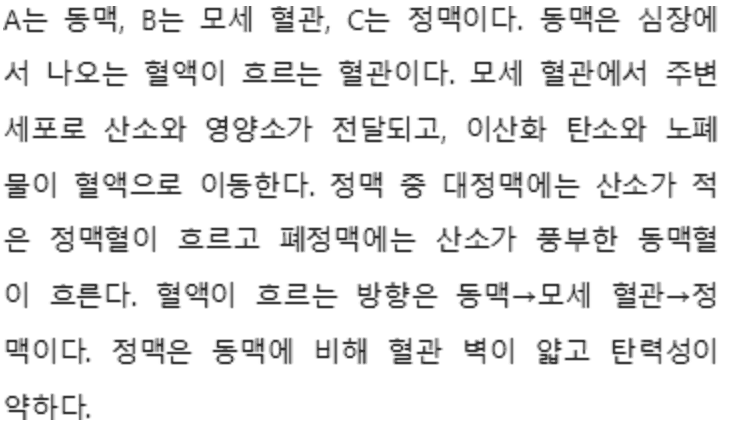 A는 동맥, B는 모세 혈관, C는 정맥이다. 동맥은 심장에
서 나오는 혈액이 흐르는 혈관이다. 모세 혈관에서 주변
세포로 산소와 영양소가 전달되고, 이산화 탄소와 노폐
물이 혈액으로 이동한다. 정맥 중 대정맥에는 산소가 적
은 정맥혈이 흐르고 폐정맥에는 산소가 풍부한 동맥혈
이 흐른다. 혈액이 흐르는 방향은 동맥→모세 혈관→정
맥이다. 정맥은 동맥에 비해 혈관 벽이 얇고 탄력성이
약하다.